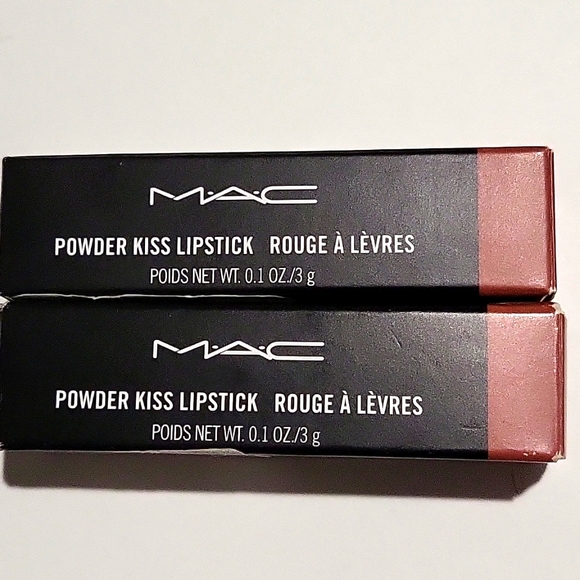 M·A·C
POWDER KISS LIPSTICK ROUGE À LÈVRES
POIDS NET WT. 0.1 OZ./3 g
M·A·C
POWDER KISS LIPSTICK ROUGE À LÈVRES
POIDS NET WT. 0.1 OZ./3 g